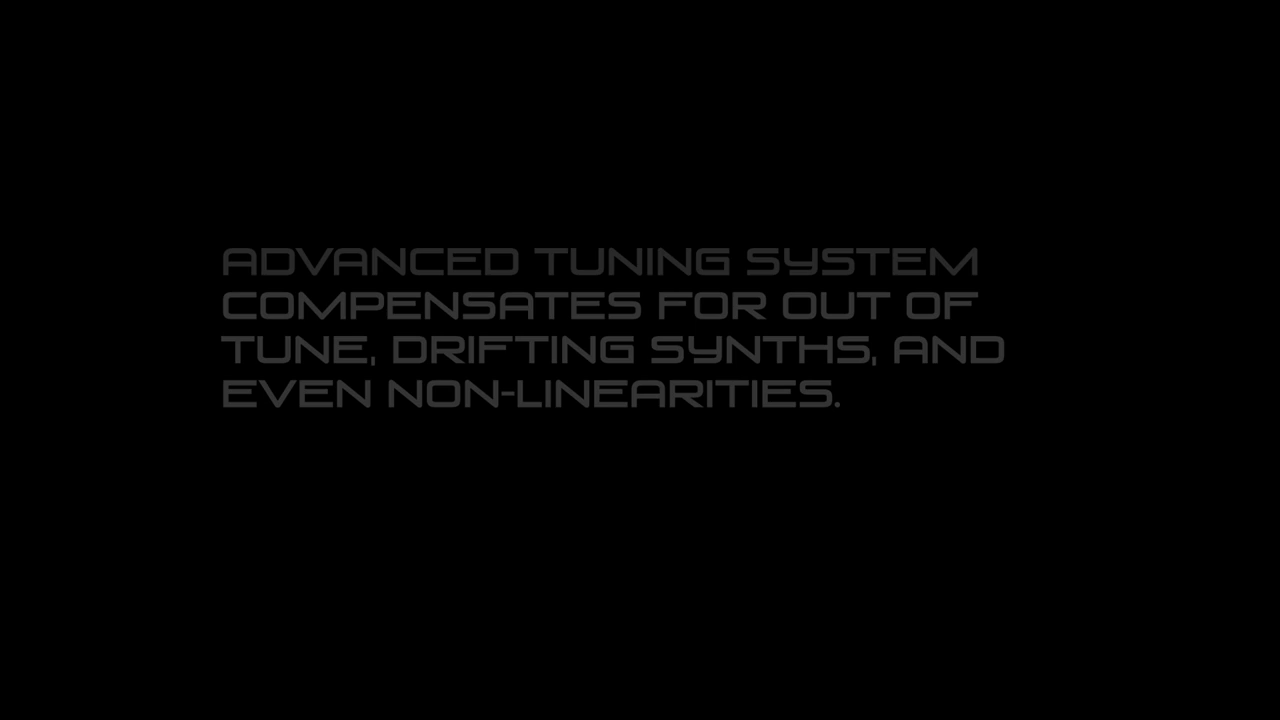 ADVANCED TUNING SYSTEM
COMPENSATES FOR OUT OF
TUNE, DRIFTING SYNTHS, AND
EVEN NON-LINEARITIES.